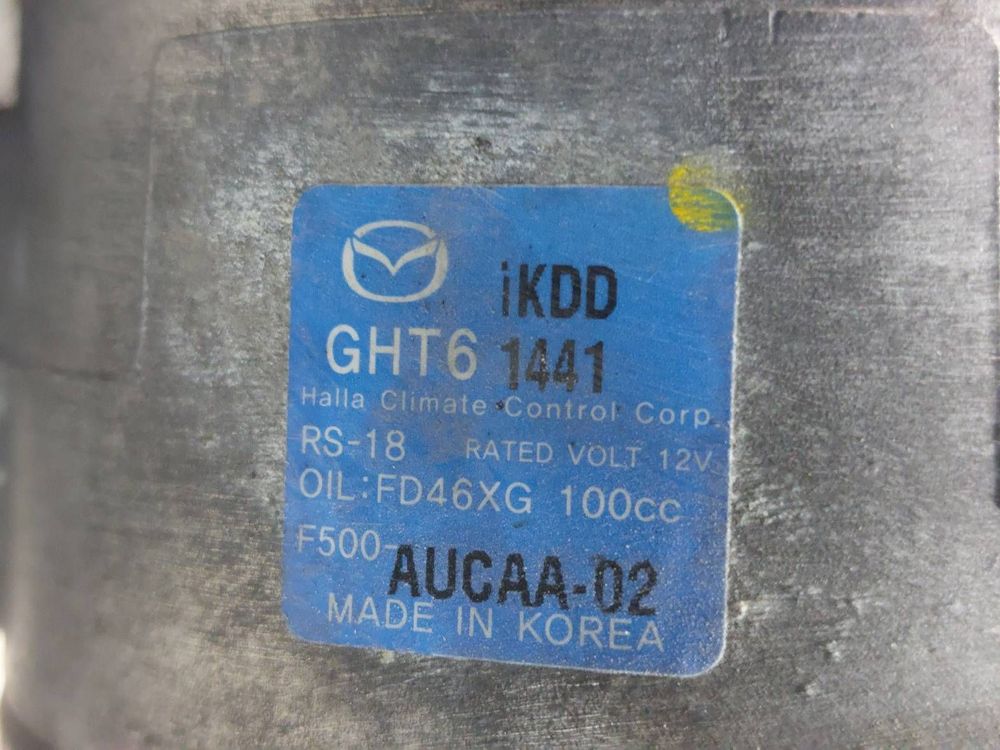 iKDD
GHT6 1441
Halla Climate Control Corp.
RS-18 RATED VOLT 12V
OIL:FD46XG 100cc
F500-AUCAA-02
MADE IN KOREA